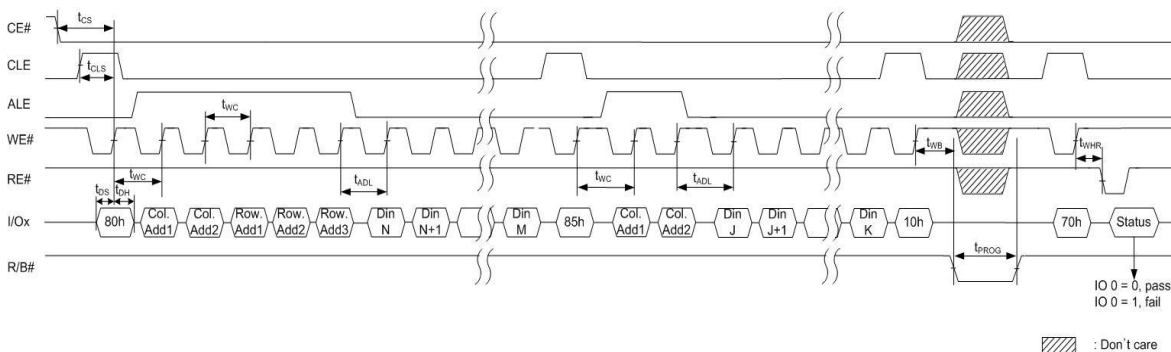 CE#
tCS
CLE
tCLS
ALE
tWC
WE#
tWC
tADL
tWC
tADL
tWB
tWHR
RE#
tDS
tDH
I/Ox
80h
Col. Add1
Col. Add2
Row. Add1
Row. Add2
Row. Add3
Din N
Din N+1
Din M
85h
Col. Add1
Col. Add2
Din J
Din J+1
Din K
10h
70h
Status
R/B#
tPROG
IO 0 = 0, pass
IO 0 = 1, fail
: Don't care